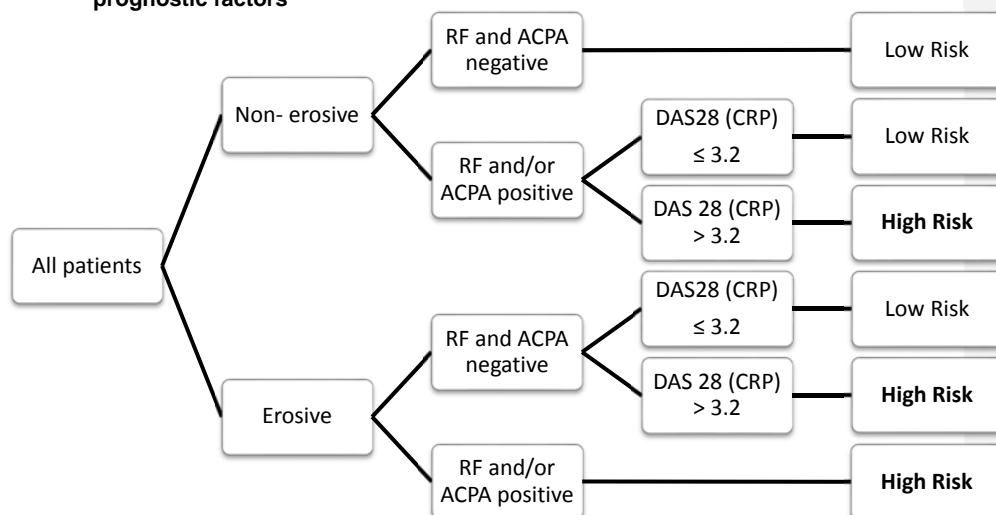 prognostic factors
All patients
Non- erosive
Erosive
RF and ACPA
negative
RF and/or
ACPA positive
RF and ACPA
negative
RF and/or
ACPA positive
DAS28 (CRP)
≤ 3.2
DAS 28 (CRP)
> 3.2
DAS28 (CRP)
≤ 3.2
DAS 28 (CRP)
> 3.2
Low Risk
Low Risk
High Risk
Low Risk
High Risk
High Risk